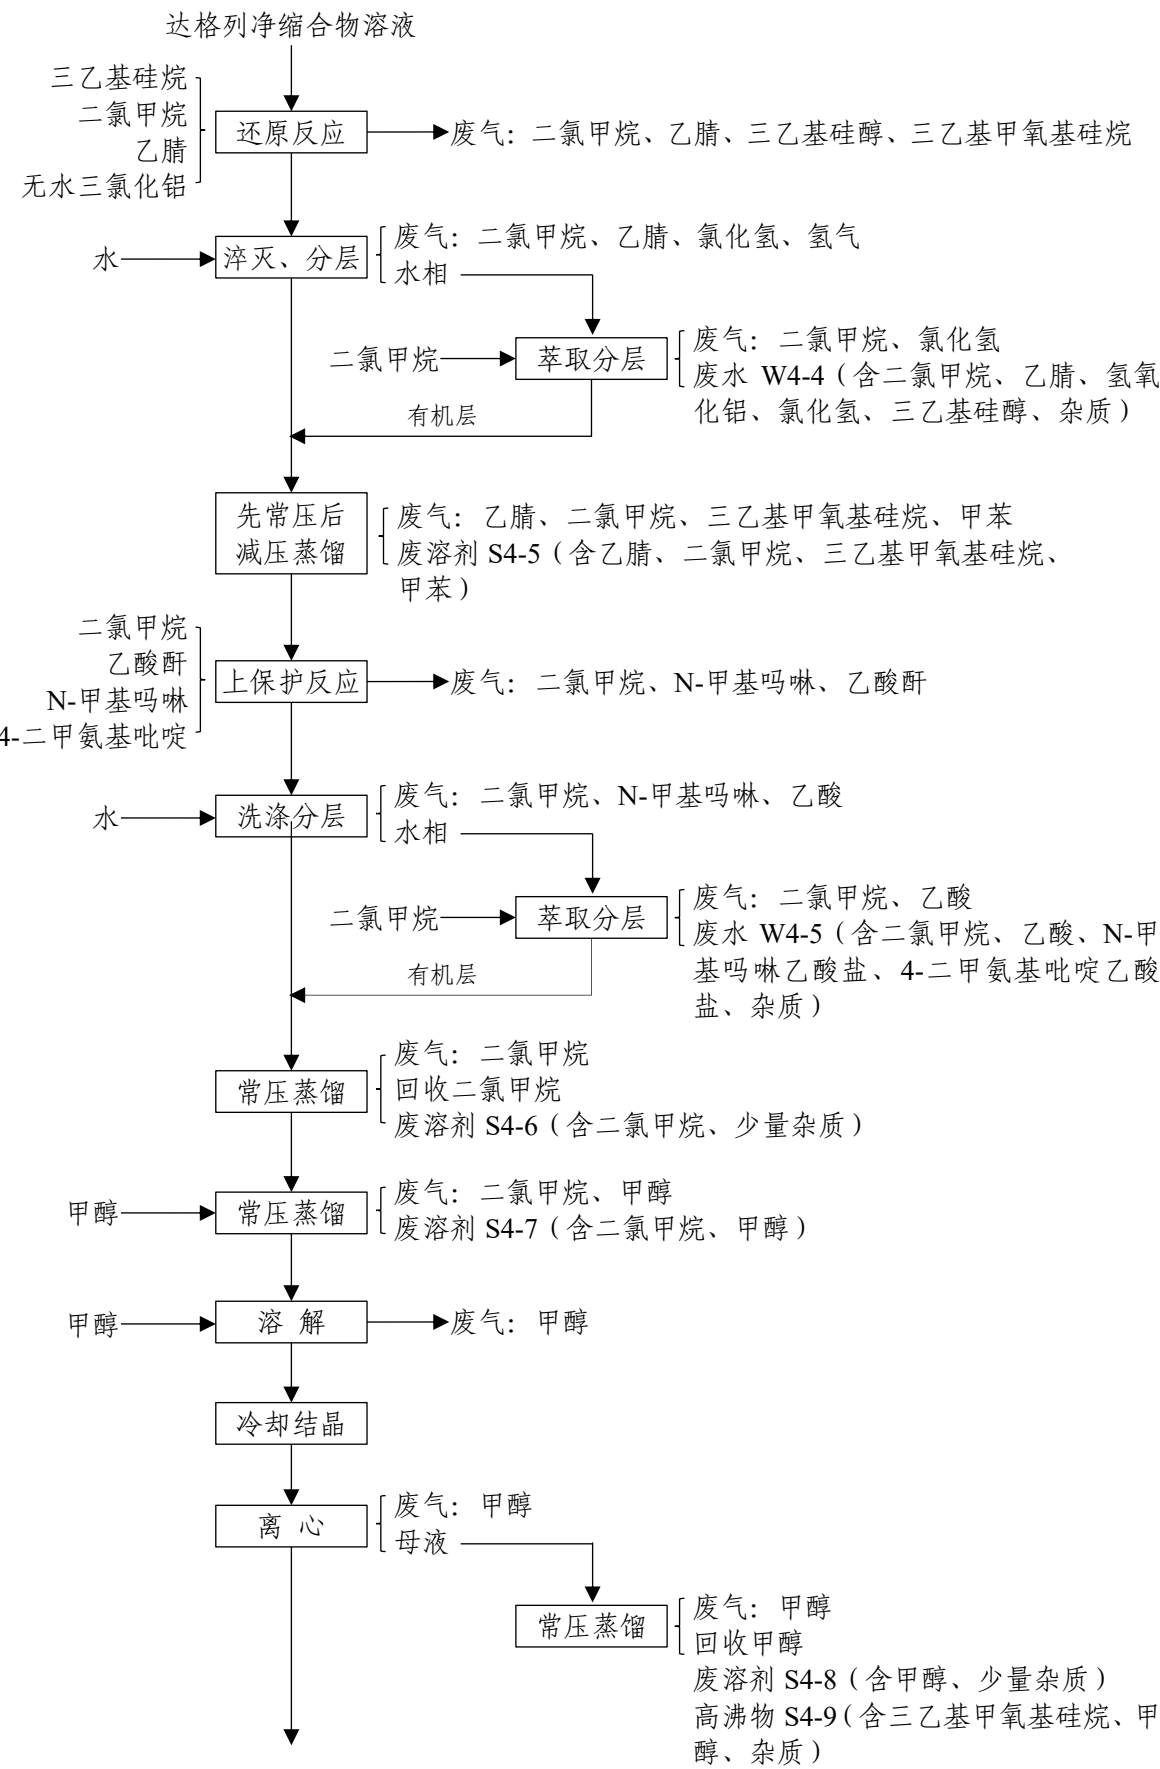 达格列净缩合物溶液
三乙基硅烷
二氯甲烷
乙腈
无水三氯化铝
还原反应
废气：二氯甲烷、乙腈、三乙基硅醇、三乙基甲氧基硅烷
水
淬灭、分层
废气：二氯甲烷、乙腈、氯化氢、氢气
水相
二氯甲烷
萃取分层
废气：二氯甲烷、氯化氢
废水 W4-4（含二氯甲烷、乙腈、氢氧
化铝、氯化氢、三乙基硅醇、杂质）
有机层
先常压后
减压蒸馏
废气：乙腈、二氯甲烷、三乙基甲氧基硅烷、甲苯
废溶剂 S4-5（含乙腈、二氯甲烷、三乙基甲氧基硅烷、
甲苯）
二氯甲烷
乙酸酐
N-甲基吗啉
4-二甲氨基吡啶
上保护反应
废气：二氯甲烷、N-甲基吗啉、乙酸酐
水
洗涤分层
废气：二氯甲烷、N-甲基吗啉、乙酸
水相
二氯甲烷
萃取分层
废气：二氯甲烷、乙酸
废水 W4-5（含二氯甲烷、乙酸、N-甲
基吗啉乙酸盐、4-二甲氨基吡啶乙酸
盐、杂质）
有机层
常压蒸馏
废气：二氯甲烷
回收二氯甲烷
废溶剂 S4-6（含二氯甲烷、少量杂质）
甲醇
常压蒸馏
废气：二氯甲烷、甲醇
废溶剂 S4-7（含二氯甲烷、甲醇）
甲醇
溶 解
废气：甲醇
冷却结晶
离 心
废气：甲醇
母液
常压蒸馏
废气：甲醇
回收甲醇
废溶剂 S4-8（含甲醇、少量杂质）
高沸物 S4-9（含三乙基甲氧基硅烷、甲
醇、杂质）